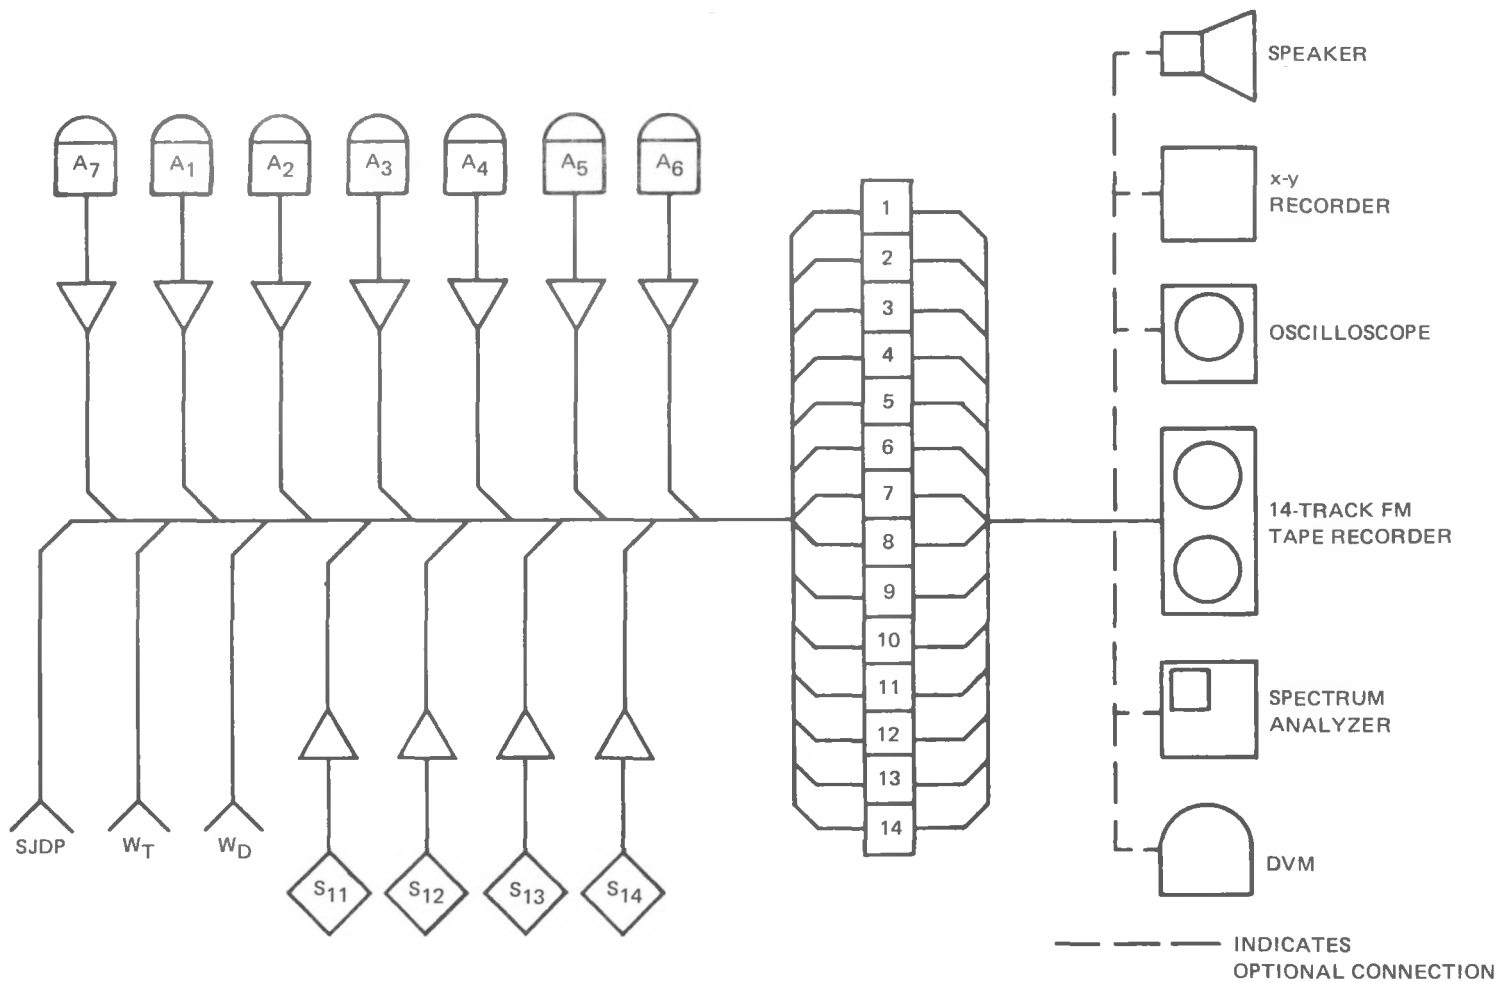 SPEAKER
A7 A1 A2 A3 A4 A5 A6
x-y
RECORDER
1
2
3
4
5
6
7
8
9
10
11
12
13
14
OSCILLOSCOPE
14-TRACK FM
TAPE RECORDER
SPECTRUM
ANALYZER
SJDP WT WD
S11 S12 S13 S14
DVM
INDICATES
OPTIONAL CONNECTION